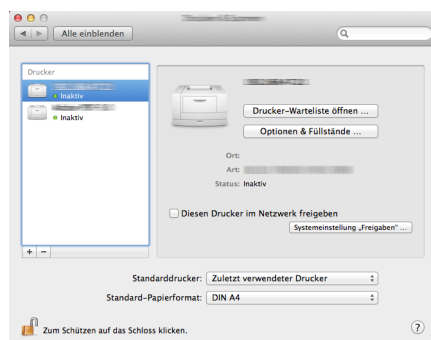 Alle einblenden
Drucker
Inaktiv
Inaktiv
Drucker-Warteliste öffnen ...
Optionen & Füllstände ...
Ort:
Art:
Status: Inaktiv
Diesen Drucker im Netzwerk freigeben
Systemeinstellung „Freigaben“ ...
+ −
Standarddrucker: Zuletzt verwendeter Drucker
Standard-Papierformat: DIN A4
Zum Schützen auf das Schloss klicken.
?